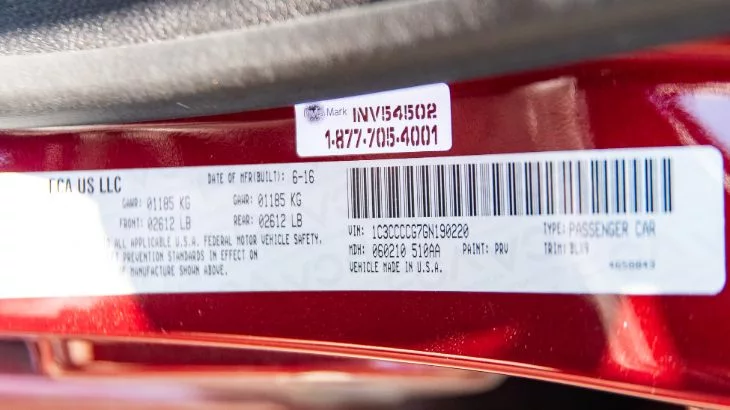 Mark INV54502
1-877-705-4001
FCA US LLC
DATE OF MFR(BUILT): 6-16
GAWR: 01185 KG GAWR: 01185 KG
FRONT: 02612 LB REAR: 02612 LB
ALL APPLICABLE U.S.A. FEDERAL MOTOR VEHICLE SAFETY,
PREVENTION STANDARDS IN EFFECT ON
MANUFACTURE SHOWN ABOVE.
VIN: 1C3CCCCG7GN190220 TYPE: PASSENGER CAR
MDH: 060210 510AA PAINT: PRV TRIM: BLX9
VEHICLE MADE IN U.S.A. 4650843